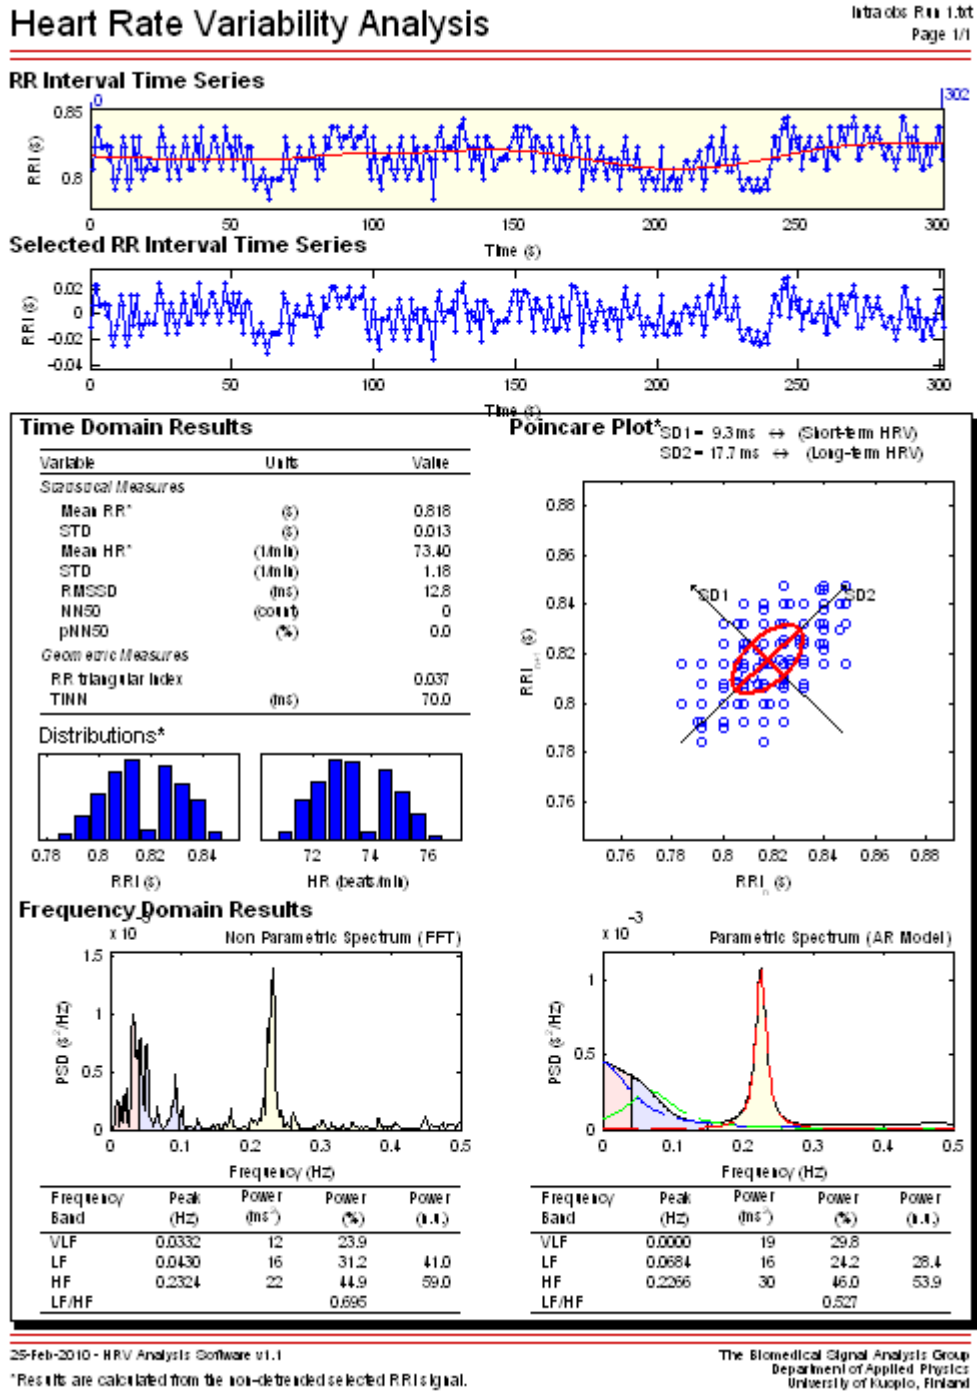 Heart Rate Variability Analysis
Intraobs Run 1.txt
Page 1/1
RR Interval Time Series
0
302
0.85
0.8
RRI (s)
0 50 100 150 200 250 300
Time (s)
Selected RR Interval Time Series
0.02
0
-0.02
-0.04
RRI (s)
0 50 100 150 200 250 300
Time (s)
Time Domain Results
Variable Units Value
Statistical Measures
Mean RR* (s) 0.818
STD (s) 0.013
Mean HR* (1/min) 73.40
STD (1/min) 1.18
RMSSD (ms) 12.8
NN50 (count) 0
pNN50 (%) 0.0
Geometric Measures
RR triangular index 0.037
TINN (ms) 70.0
Distributions*
0.78 0.8 0.82 0.84
RRI (s)
72 74 76
HR (beats/min)
Poincare Plot*
SD1 = 9.3 ms ↔ (Short-term HRV)
SD2 = 17.7 ms ↔ (Long-term HRV)
0.88
0.86
0.84
0.82
0.8
0.78
0.76
RRI n+1 (s)
SD1
SD2
0.76 0.78 0.8 0.82 0.84 0.86 0.88
RRI n (s)
Frequency Domain Results
x 10 -3
Non Parametric Spectrum (FFT)
1.5
1
0.5
0
PSD (s²/Hz)
0 0.1 0.2 0.3 0.4 0.5
Frequency (Hz)
Frequency Band Peak (Hz) Power (ms²) Power (%) Power (n.u.)
VLF 0.0332 12 23.9
LF 0.0430 16 31.2 41.0
HF 0.2324 22 44.9 59.0
LF/HF 0.695
x 10 -3
Parametric Spectrum (AR Model)
1
0.5
0
PSD (s²/Hz)
0 0.1 0.2 0.3 0.4 0.5
Frequency (Hz)
Frequency Band Peak (Hz) Power (ms²) Power (%) Power (n.u.)
VLF 0.0000 19 29.8
LF 0.0684 16 24.2 28.4
HF 0.2266 30 46.0 53.9
LF/HF 0.527
25-Feb-2010 - HRV Analysis Software v1.1
*Results are calculated from the non-detrended selected RRI signal.
The Biomedical Signal Analysis Group
Department of Applied Physics
University of Kuopio, Finland